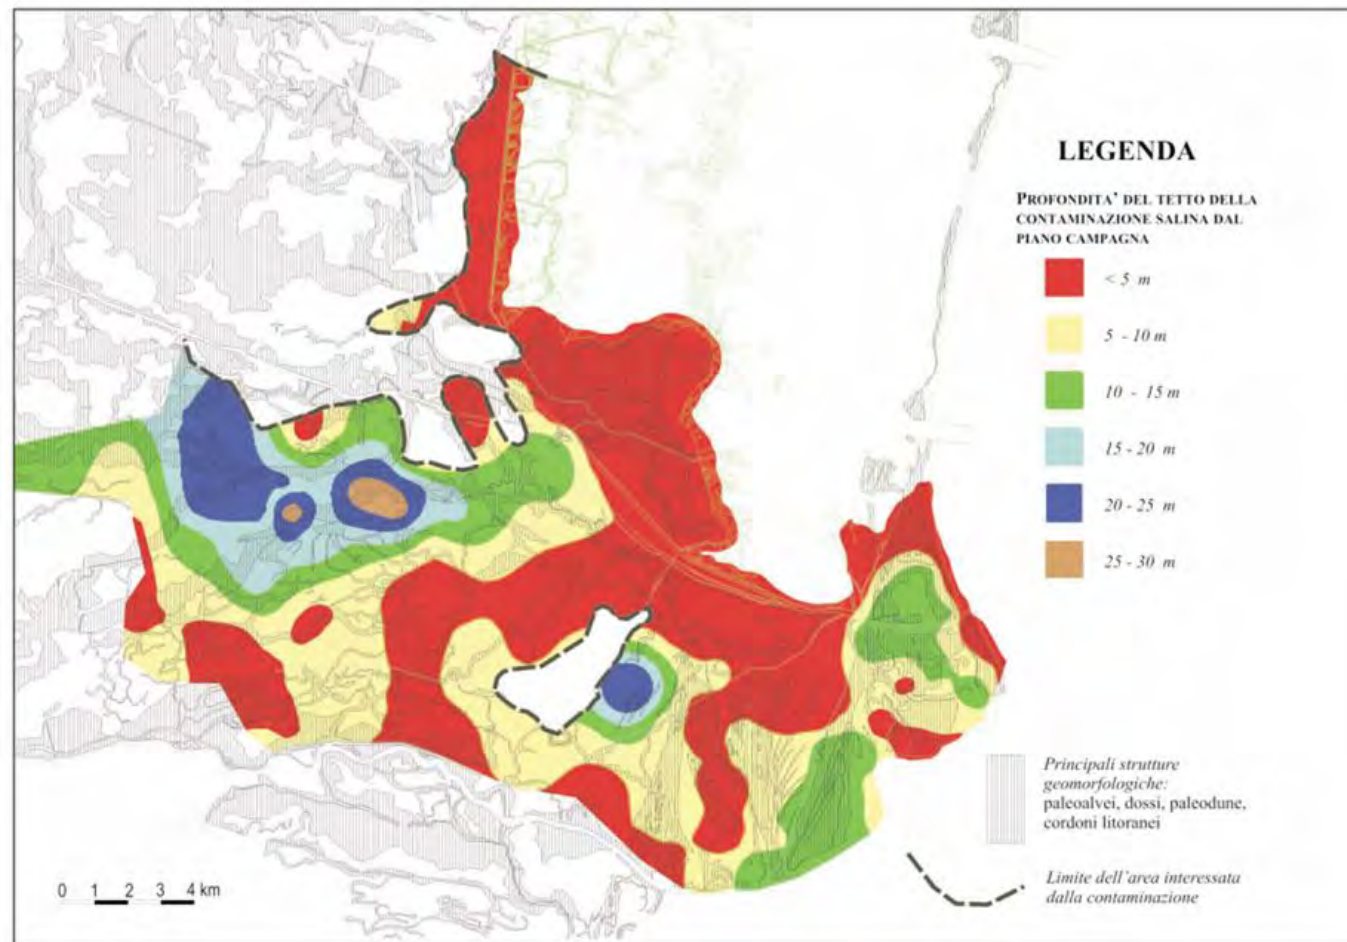 LEGENDA
PROFONDITA' DEL TETTO DELLA
CONTAMINAZIONE SALINA DAL
PIANO CAMPAGNA
< 5 m
5 - 10 m
10 - 15 m
15 - 20 m
20 - 25 m
25 - 30 m
Principali strutture
geomorfologiche:
paleoalvei, dossi, paleodune,
cordoni litoranei
Limite dell'area interessata
dalla contaminazione
0 1 2 3 4 km